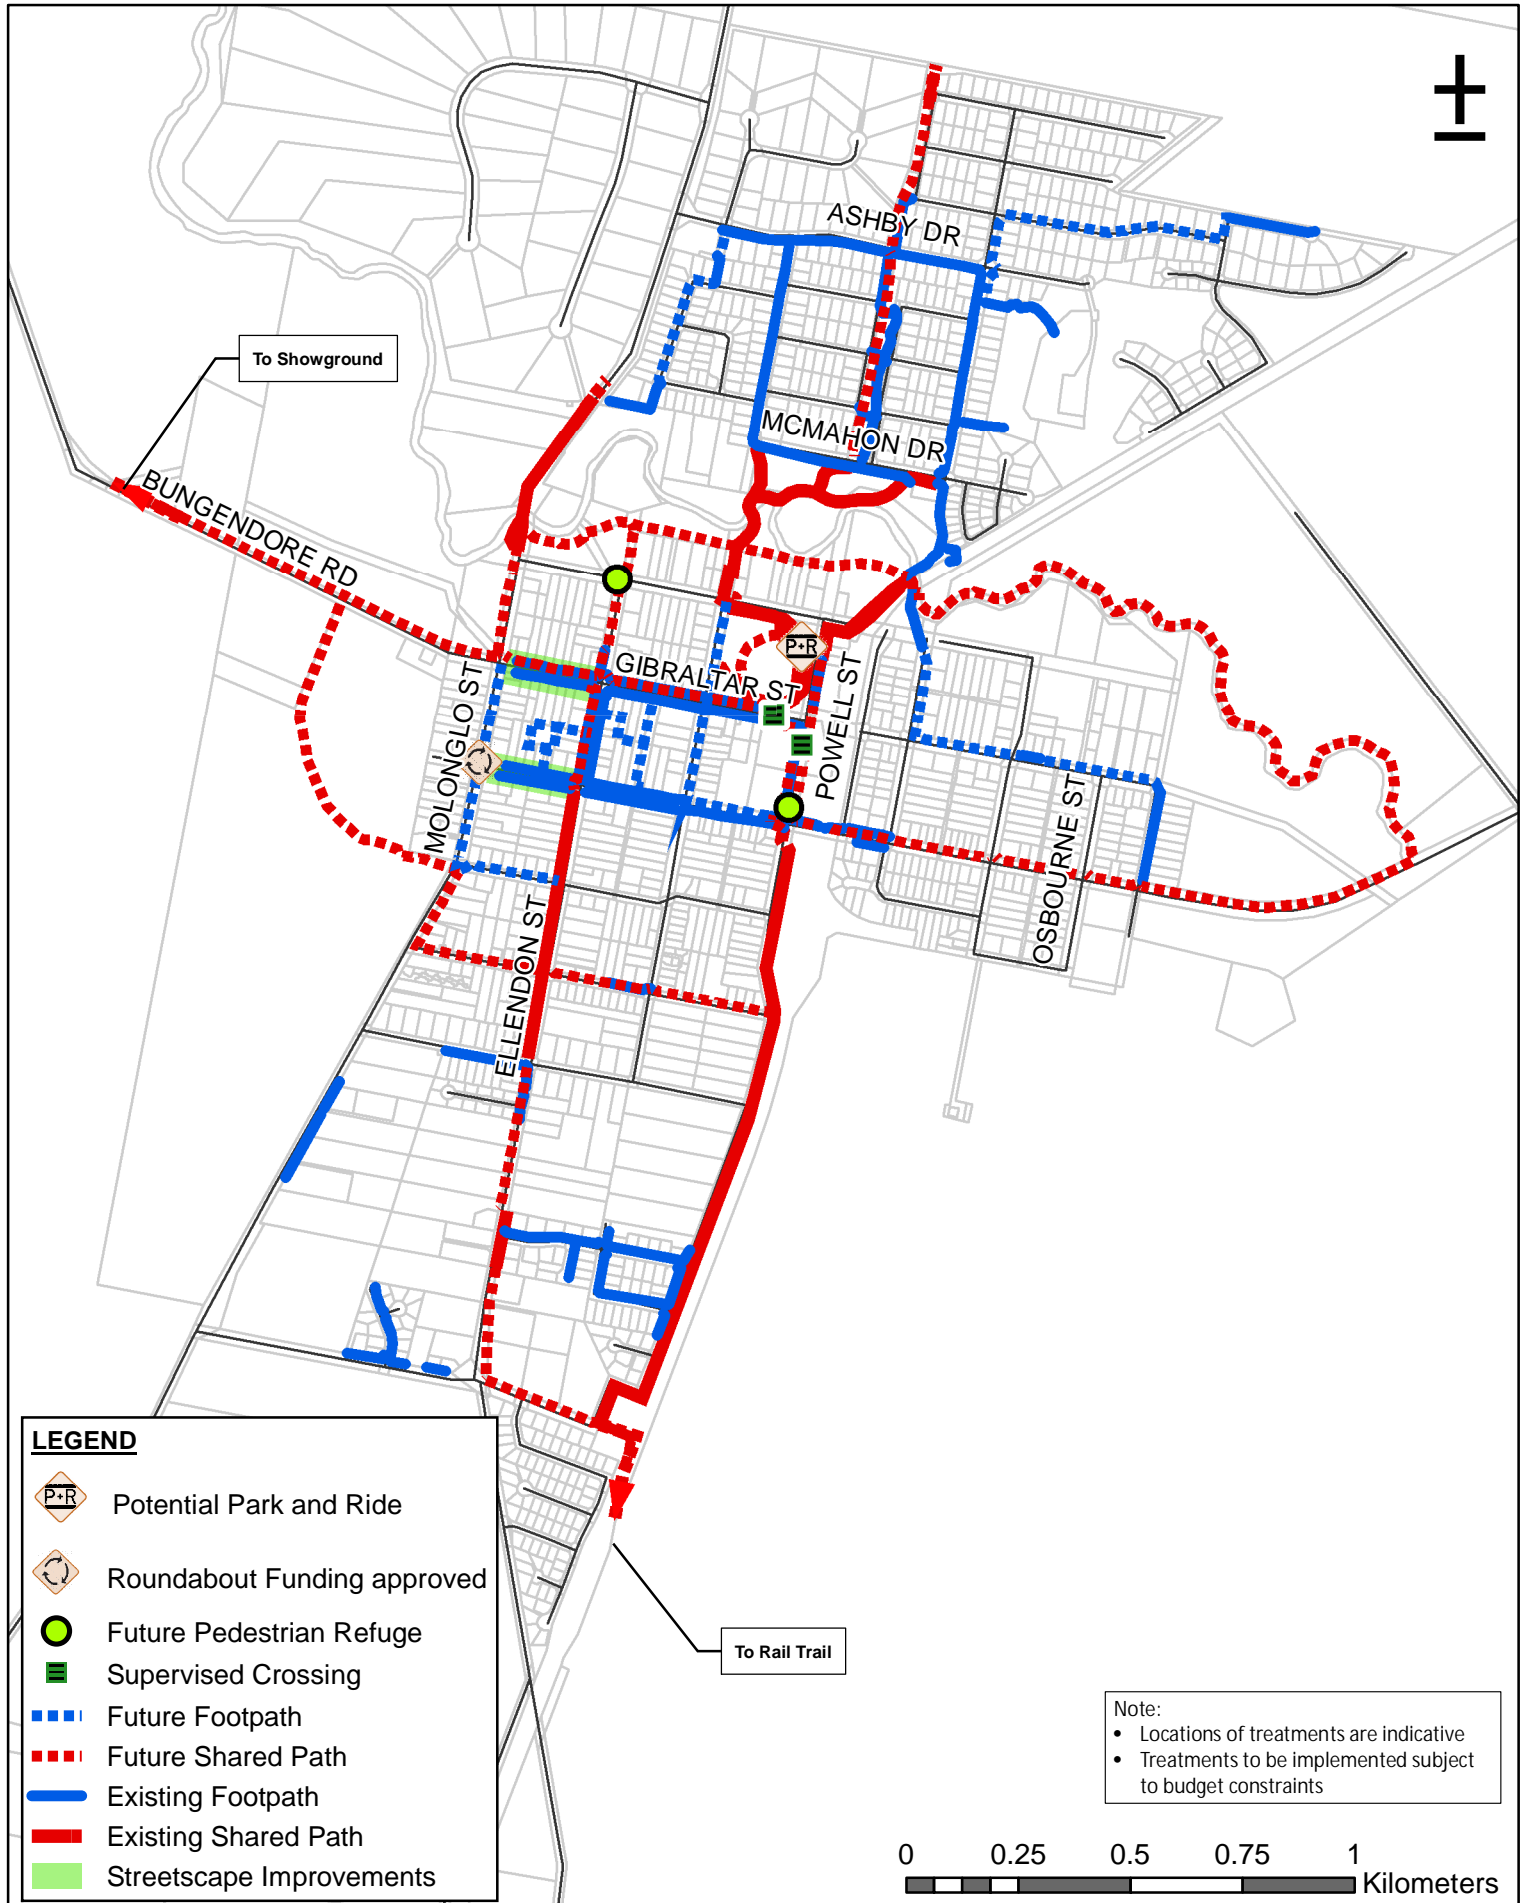 ASHBY DR
To Showground
MCMAHON DR
BUNGENDORE RD
P+R
GIBRALTAR ST
POWELL ST
MOLONGLO ST
OSBOURNE ST
ELLENDON ST
LEGEND
P+R
Potential Park and Ride
Roundabout Funding approved
Future Pedestrian Refuge
Supervised Crossing
Future Footpath
Future Shared Path
Existing Footpath
Existing Shared Path
Streetscape Improvements
To Rail Trail
Note:
• Locations of treatments are indicative
• Treatments to be implemented subject
to budget constraints
0 0.25 0.5 0.75 1
Kilometers